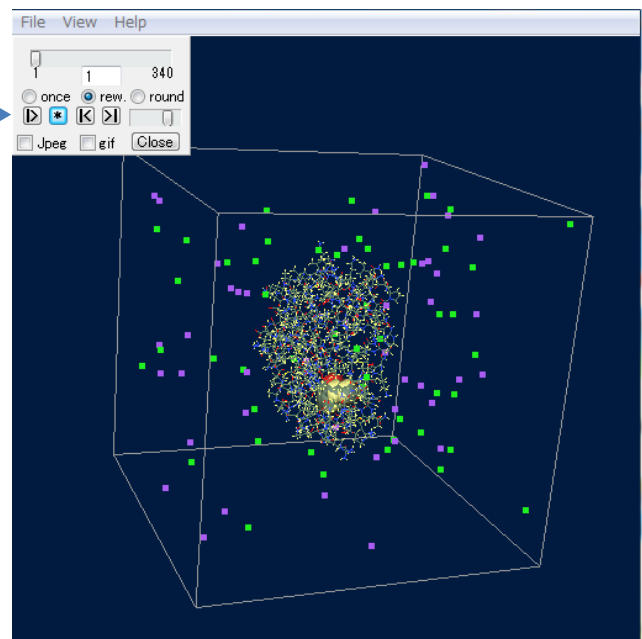 File View Help
1 1 340
once rew. round
* 
Jpeg gif Close